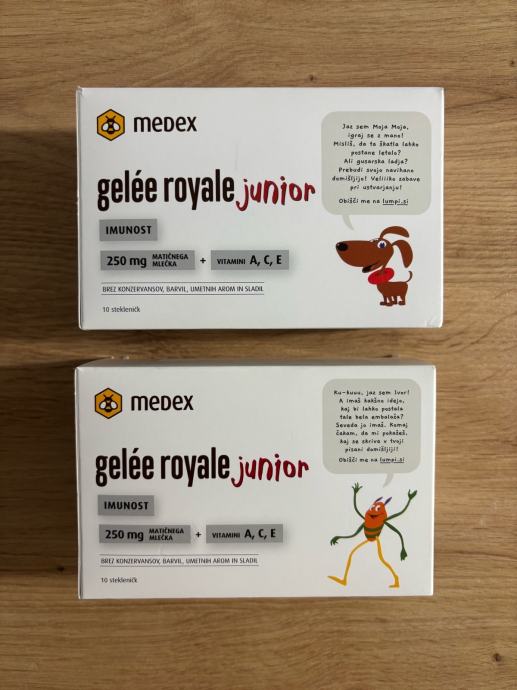 medex
gelée royale junior
IMUNOST
250 mg MATIČNEGA MLEČKA + VITAMINI A, C, E
BREZ KONZERVANSOV, BARVIL, UMETNIH AROM IN SLADIL
10 stekleničk
Jaz sem Moja Moja,
igraj se z mano!
Misliš, da ta škatla lahko
postane letalo?
Ali gusarska ladja?
Prebudi svojo navihano
domišljijo! Veliiiko zabave
pri ustvarjanju!
Obišči me na lumpi.si
medex
gelée royale junior
IMUNOST
250 mg MATIČNEGA MLEČKA + VITAMINI A, C, E
BREZ KONZERVANSOV, BARVIL, UMETNIH AROM IN SLADIL
10 stekleničk
Ku-kuuu, jaz sem Ivor!
A imaš kakšno idejo,
kaj bi lahko postala
tale bela embalaža?
Seveda jo imaš. Komaj
čakam, da mi pokažeš,
kaj se skriva v tvoji
pisani domišljiji!
Obišči me na lumpi.si